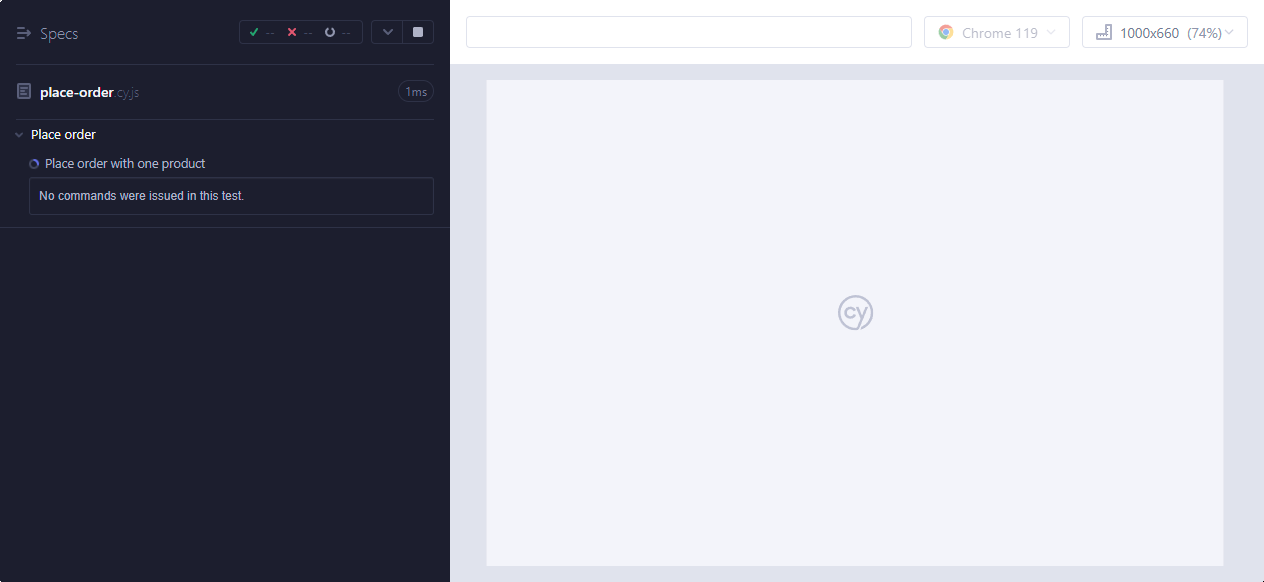 Specs
-- -- --
place-order.cy.js
1ms
Place order
Place order with one product
No commands were issued in this test.
Chrome 119
1000x660 (74%)
cy